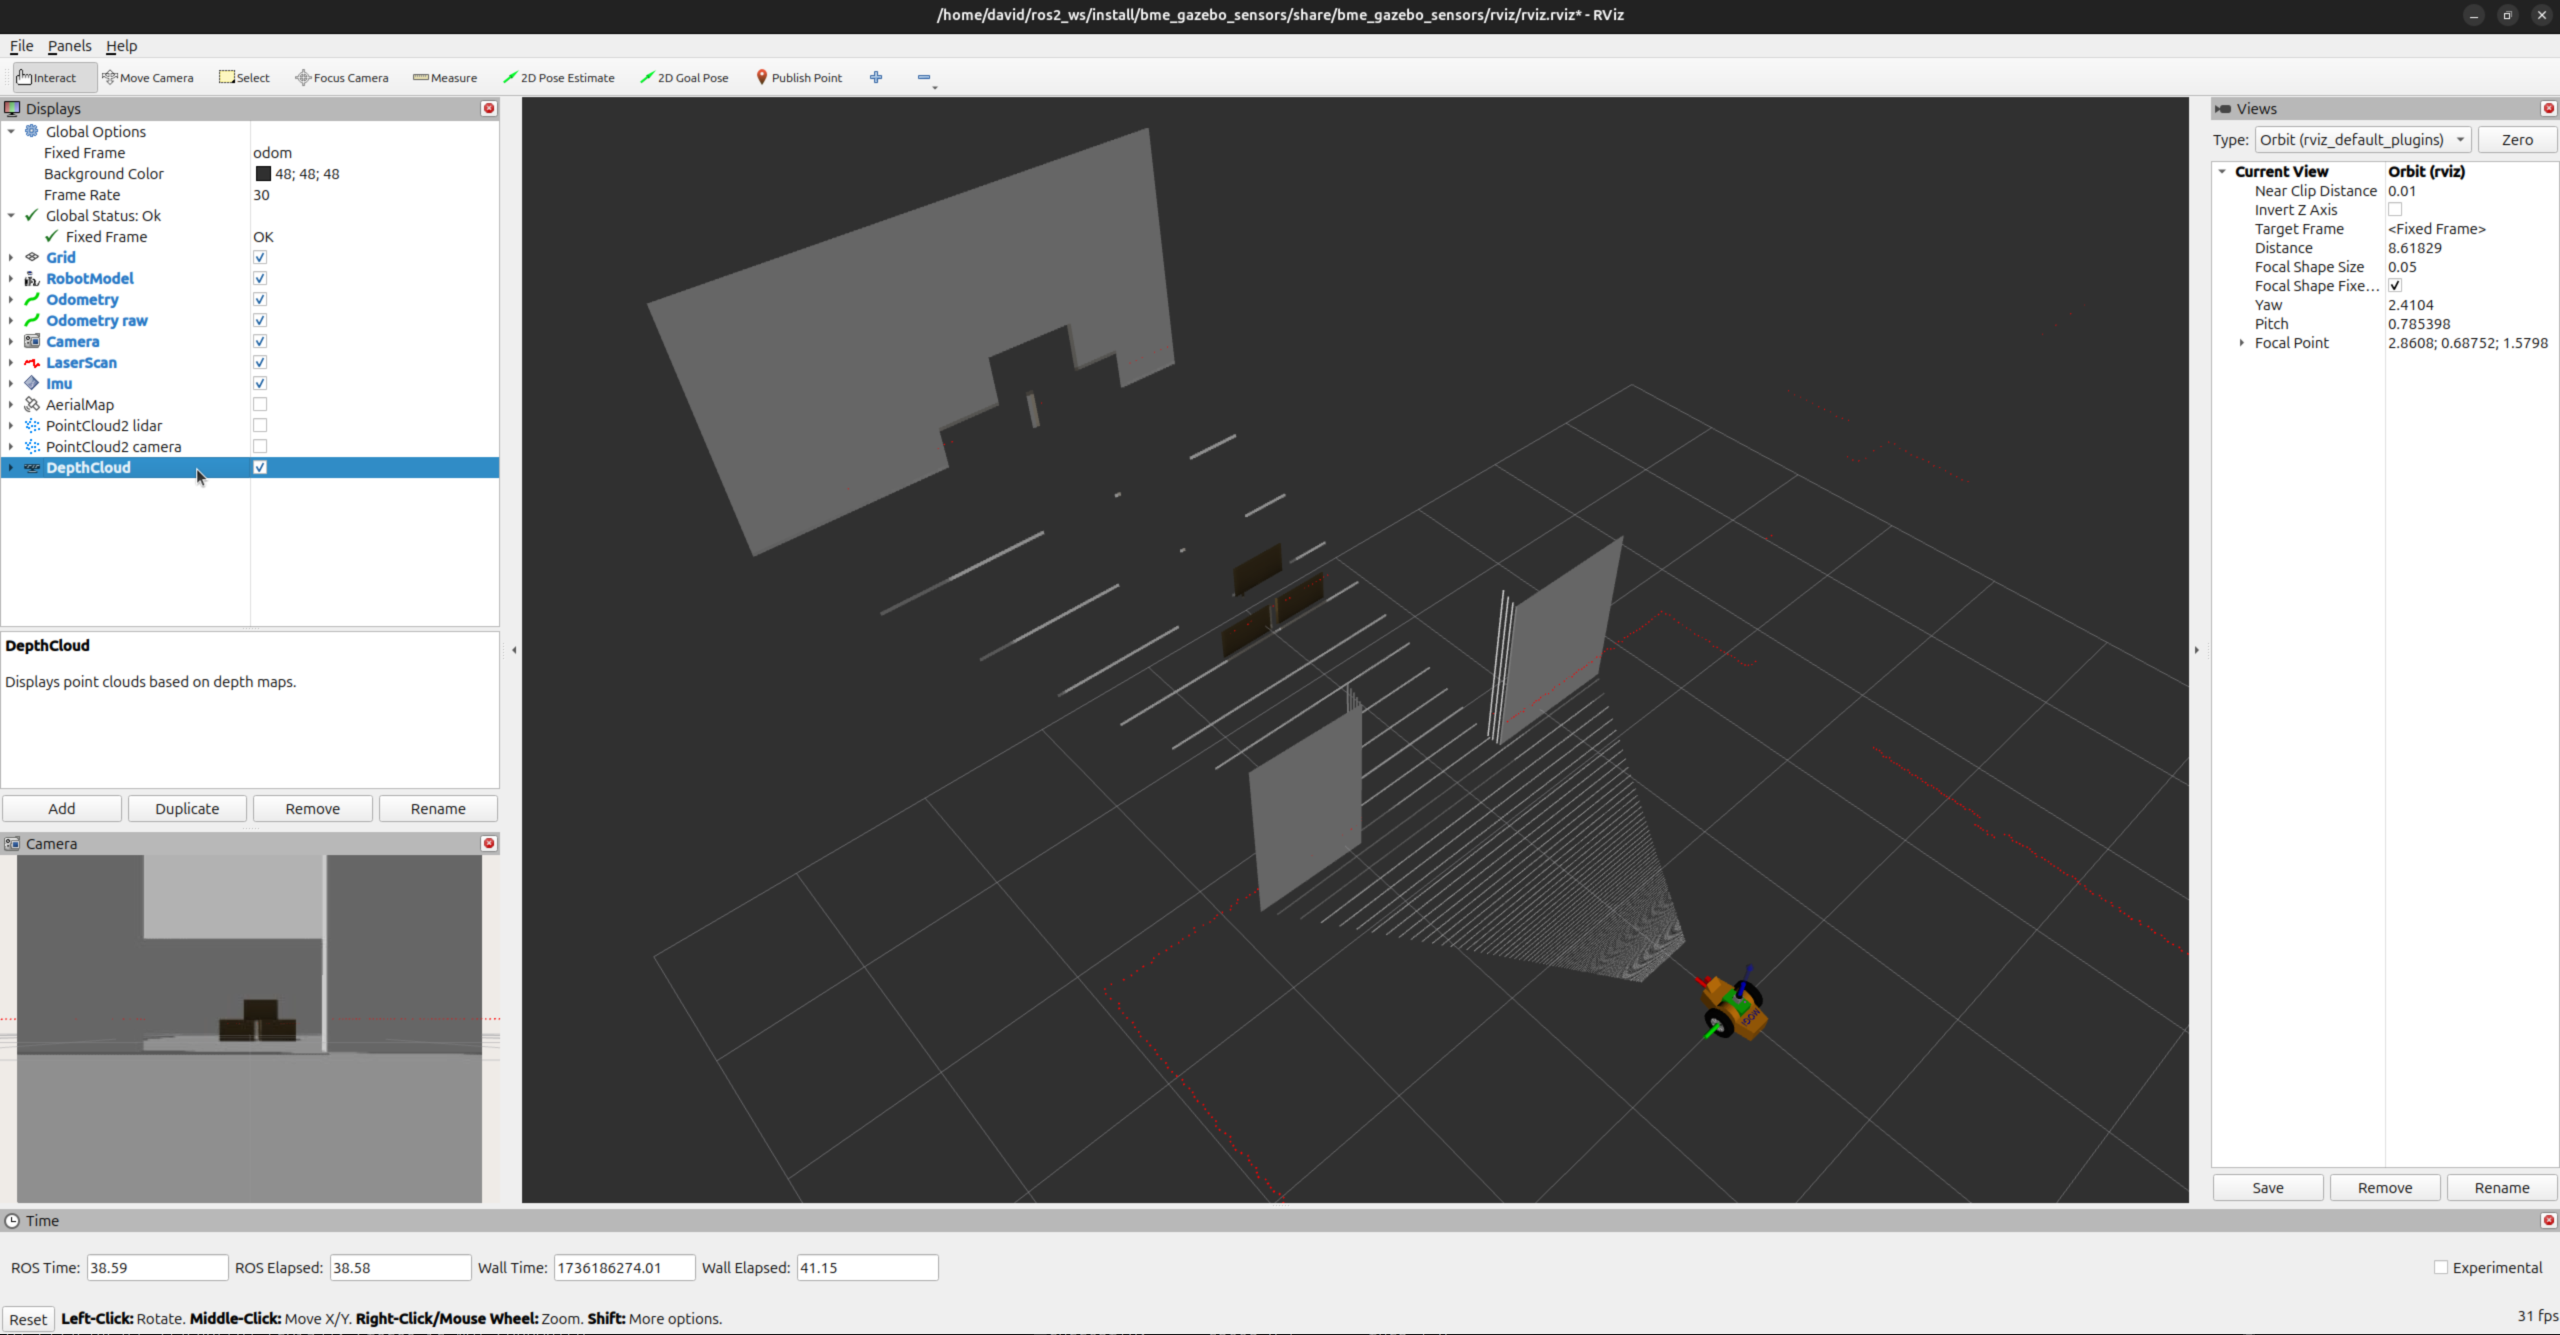 /home/david/ros2_ws/install/bme_gazebo_sensors/share/bme_gazebo_sensors/rviz/rviz.rviz* - RViz
File Panels Help
Interact Move Camera Select Focus Camera Measure 2D Pose Estimate 2D Goal Pose Publish Point
Displays
Global Options
Fixed Frame odom
Background Color 48; 48; 48
Frame Rate 30
Global Status: Ok
Fixed Frame OK
Grid
RobotModel
Odometry
Odometry raw
Camera
LaserScan
Imu
AerialMap
PointCloud2 lidar
PointCloud2 camera
DepthCloud
DepthCloud
Displays point clouds based on depth maps.
Add Duplicate Remove Rename
Camera
Views
Type: Orbit (rviz_default_plugins) Zero
Current View Orbit (rviz)
Near Clip Distance 0.01
Invert Z Axis
Target Frame <Fixed Frame>
Distance 8.61829
Focal Shape Size 0.05
Focal Shape Fixe...
Yaw 2.4104
Pitch 0.785398
Focal Point 2.8608; 0.68752; 1.5798
Save Remove Rename
Time
ROS Time: 38.59 ROS Elapsed: 38.58 Wall Time: 1736186274.01 Wall Elapsed: 41.15 Experimental
Reset Left-Click: Rotate. Middle-Click: Move X/Y. Right-Click/Mouse Wheel: Zoom. Shift: More options. 31 fps